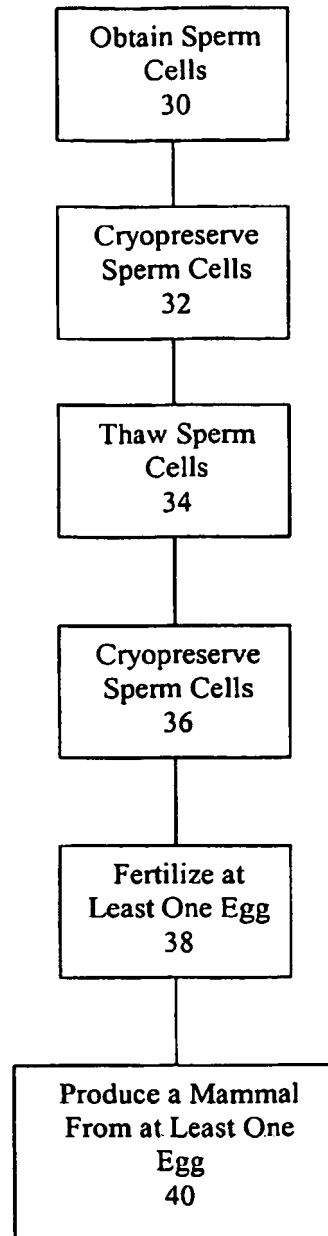 Obtain Sperm
Cells
30
Cryopreserve
Sperm Cells
32
Thaw Sperm
Cells
34
Cryopreserve
Sperm Cells
36
Fertilize at
Least One Egg
38
Produce a Mammal
From at Least One
Egg
40